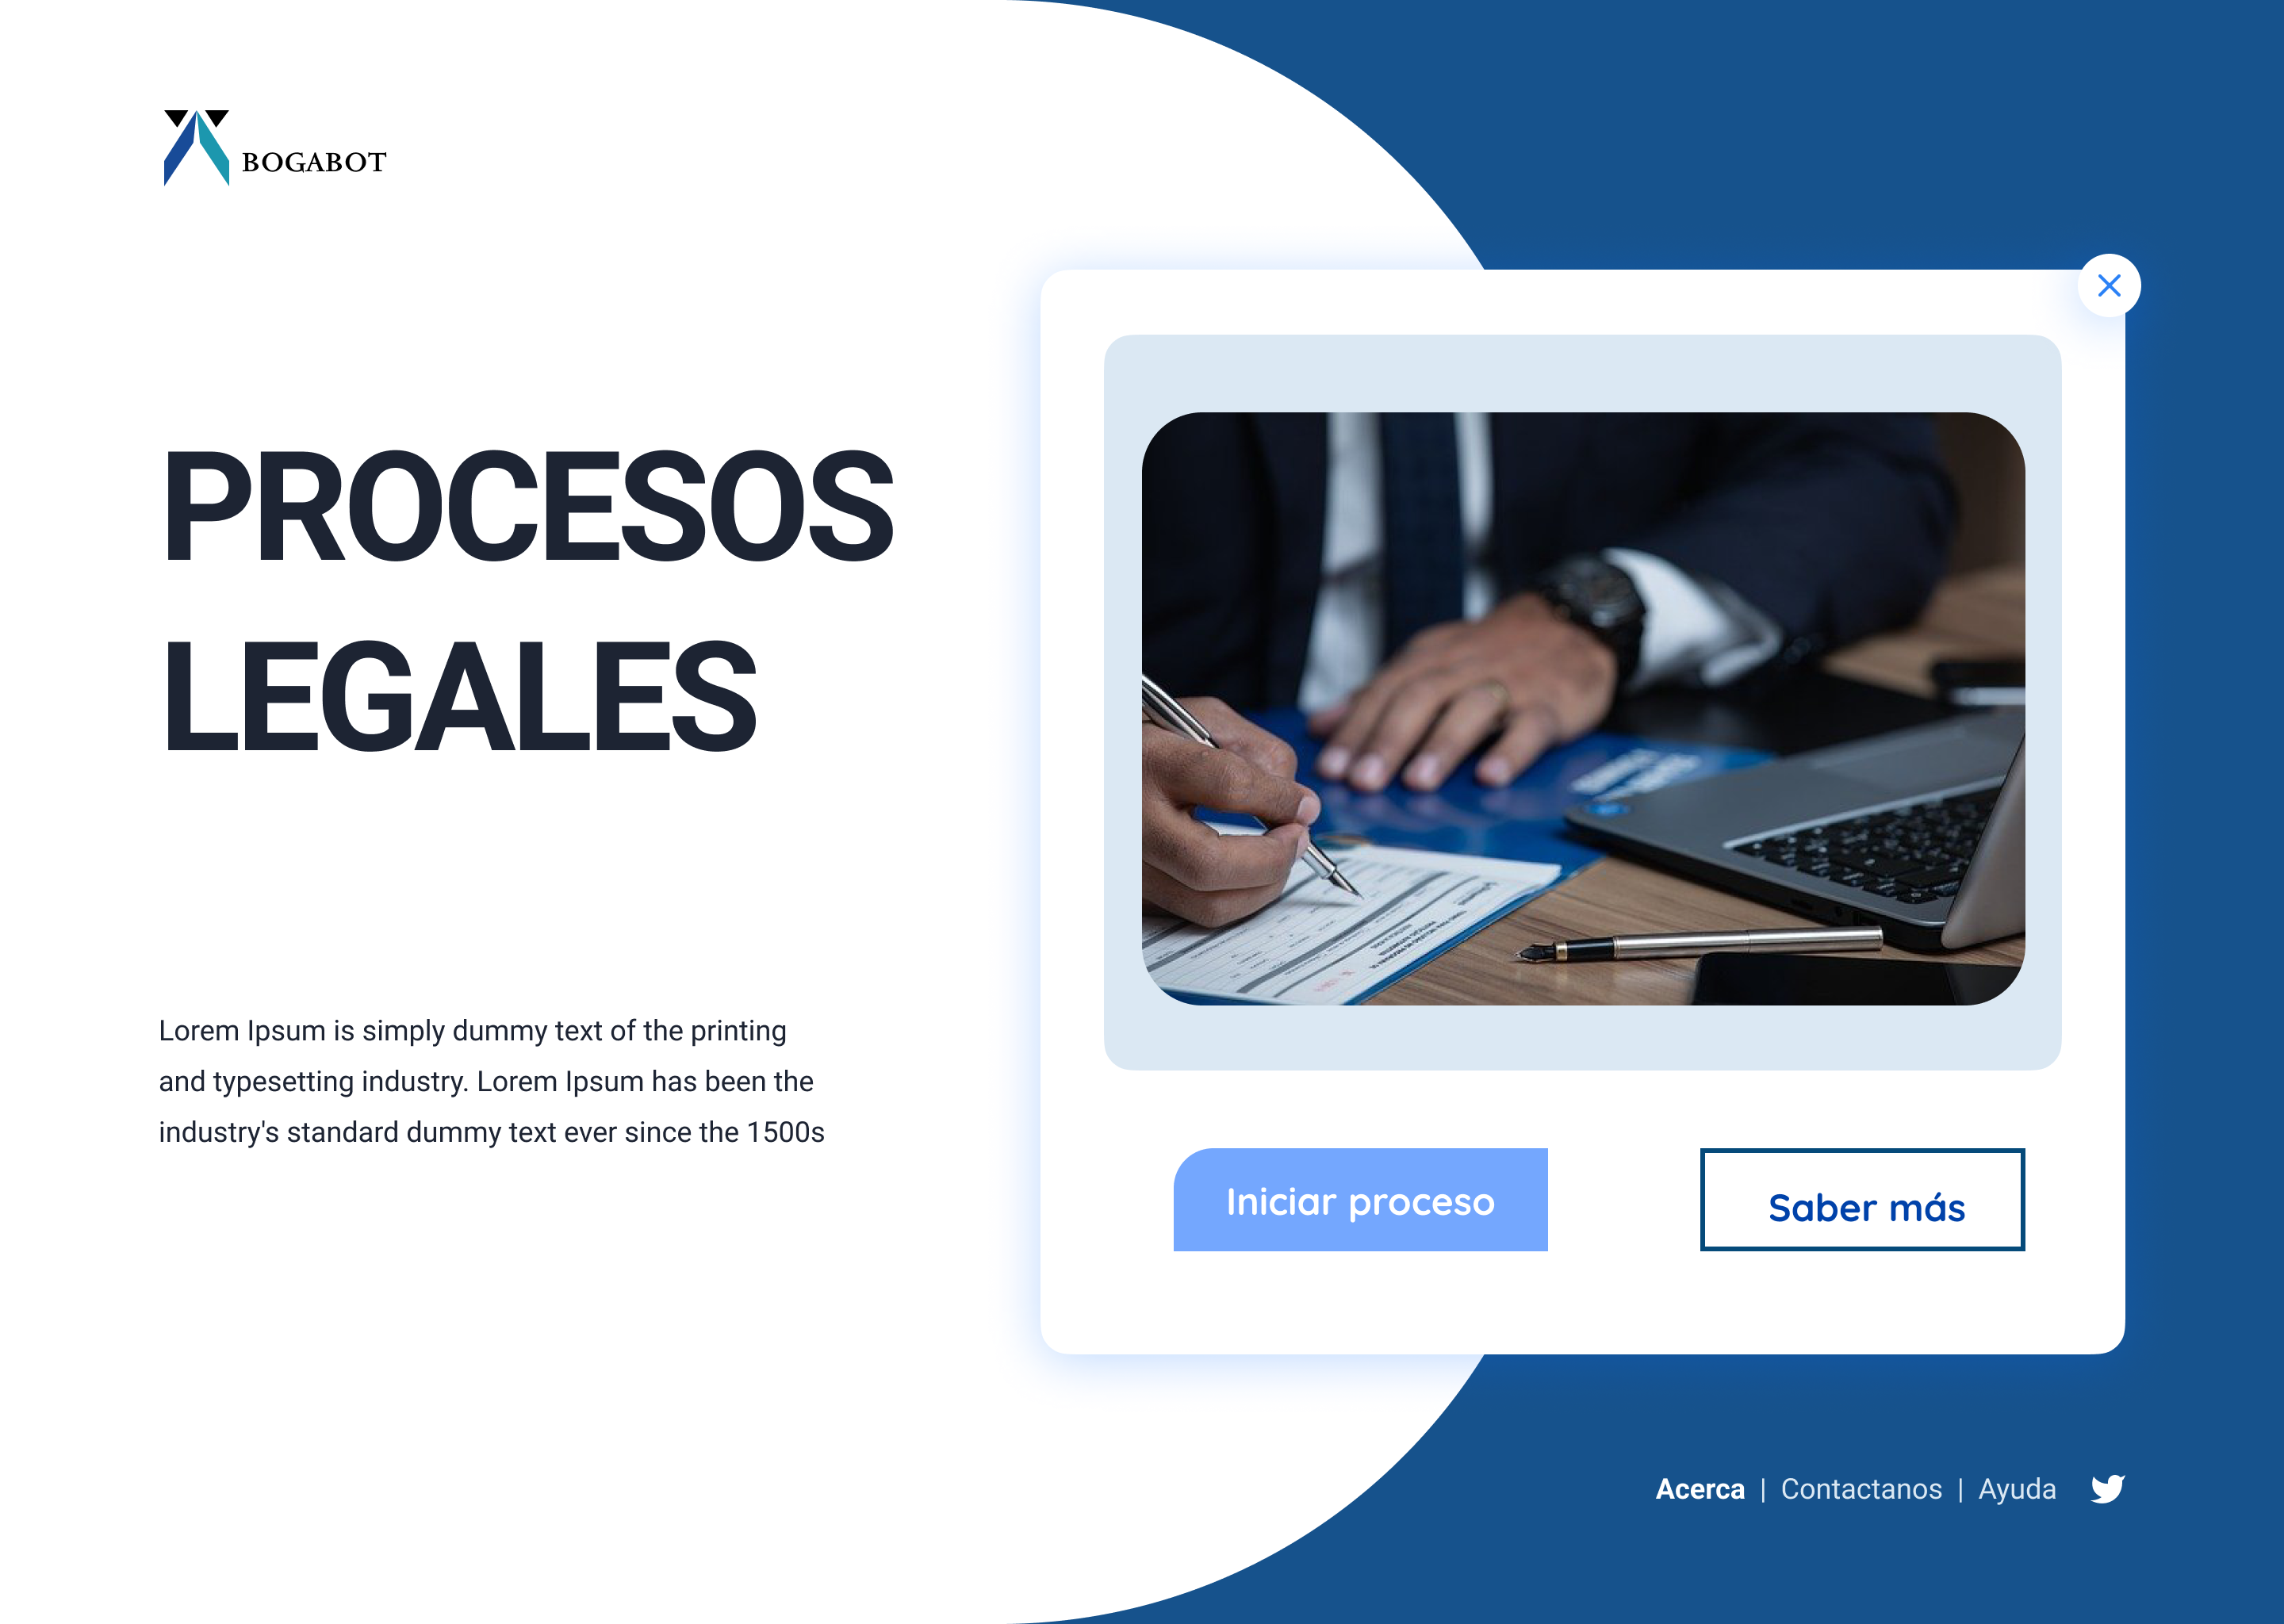 BOGABOT
PROCESOS
LEGALES
Lorem Ipsum is simply dummy text of the printing
and typesetting industry. Lorem Ipsum has been the
industry's standard dummy text ever since the 1500s
Iniciar proceso
Saber más
Acerca | Contactanos | Ayuda